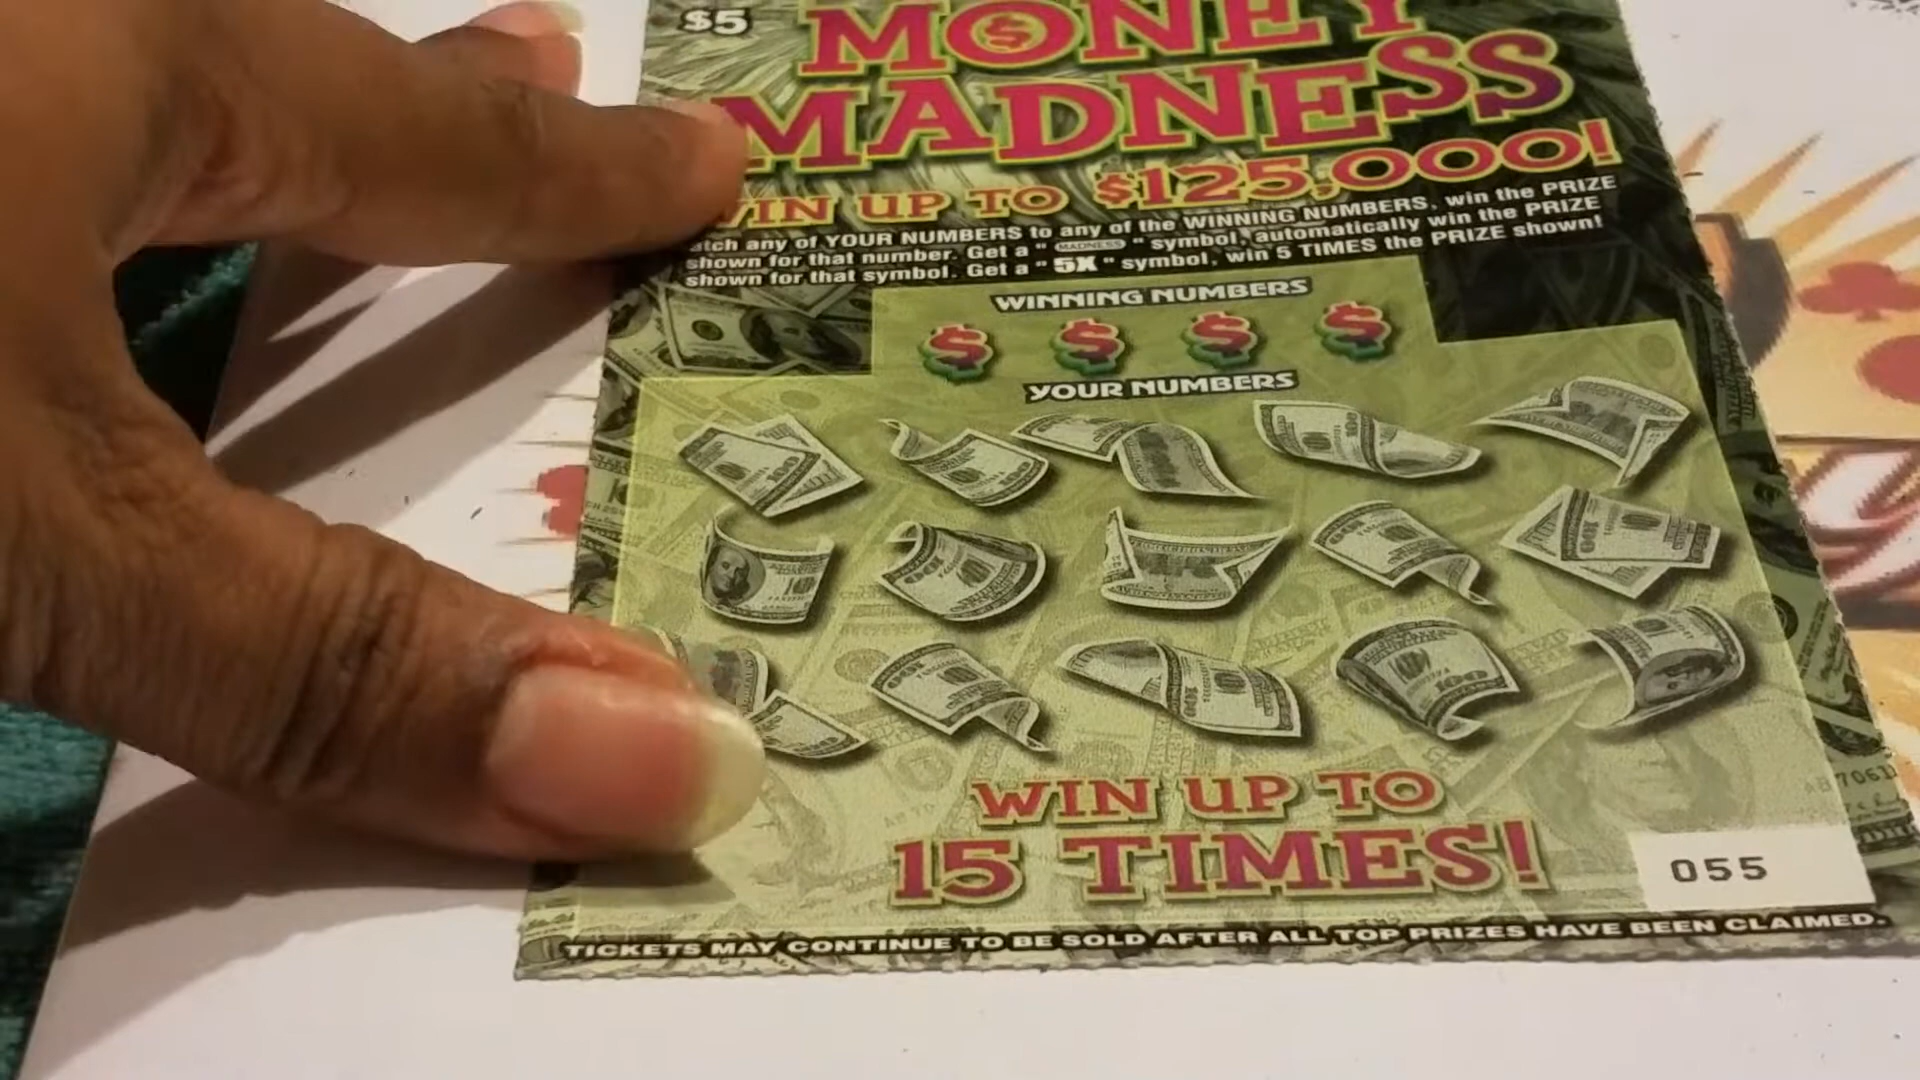 $5
MONEY
MADNESS
WIN UP TO $125,000!
atch any of YOUR NUMBERS to any of the WINNING NUMBERS, win the PRIZE
shown for that number. Get a "MADNESS" symbol, automatically win the PRIZE
shown for that symbol. Get a "5X" symbol, win 5 TIMES the PRIZE shown!
WINNING NUMBERS
$ $ $ $
YOUR NUMBERS
WIN UP TO
15 TIMES!
055
TICKETS MAY CONTINUE TO BE SOLD AFTER ALL TOP PRIZES HAVE BEEN CLAIMED.